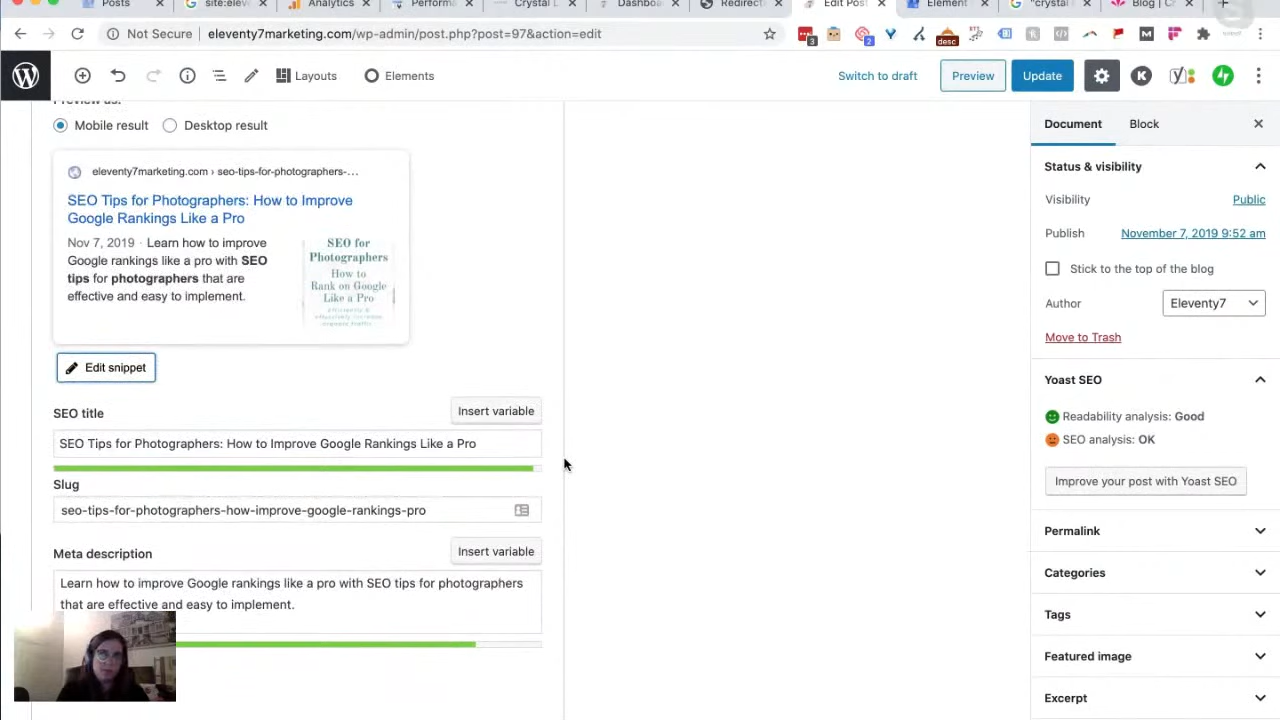 Posts
site:elev
Analytics
Performa
Crystal L
Dashboa
Redirect
Edit Post
Element
"crystal
Blog | Cr
Not Secure
eleventy7marketing.com/wp-admin/post.php?post=97&action=edit
3
2
desc
Layouts
Elements
Switch to draft
Preview
Update
Preview as:
Mobile result
Desktop result
eleventy7marketing.com › seo-tips-for-photographers-…
SEO Tips for Photographers: How to Improve
Google Rankings Like a Pro
Nov 7, 2019 · Learn how to improve
Google rankings like a pro with SEO
tips for photographers that are
effective and easy to implement.
SEO for
Photographers
How to
Rank on Google
Like a Pro
Edit snippet
SEO title
Insert variable
SEO Tips for Photographers: How to Improve Google Rankings Like a Pro
Slug
seo-tips-for-photographers-how-improve-google-rankings-pro
Meta description
Insert variable
Learn how to improve Google rankings like a pro with SEO tips for photographers
that are effective and easy to implement.
Document
Block
Status & visibility
Visibility
Public
Publish
November 7, 2019 9:52 am
Stick to the top of the blog
Author
Eleventy7
Move to Trash
Yoast SEO
Readability analysis: Good
SEO analysis: OK
Improve your post with Yoast SEO
Permalink
Categories
Tags
Featured image
Excerpt